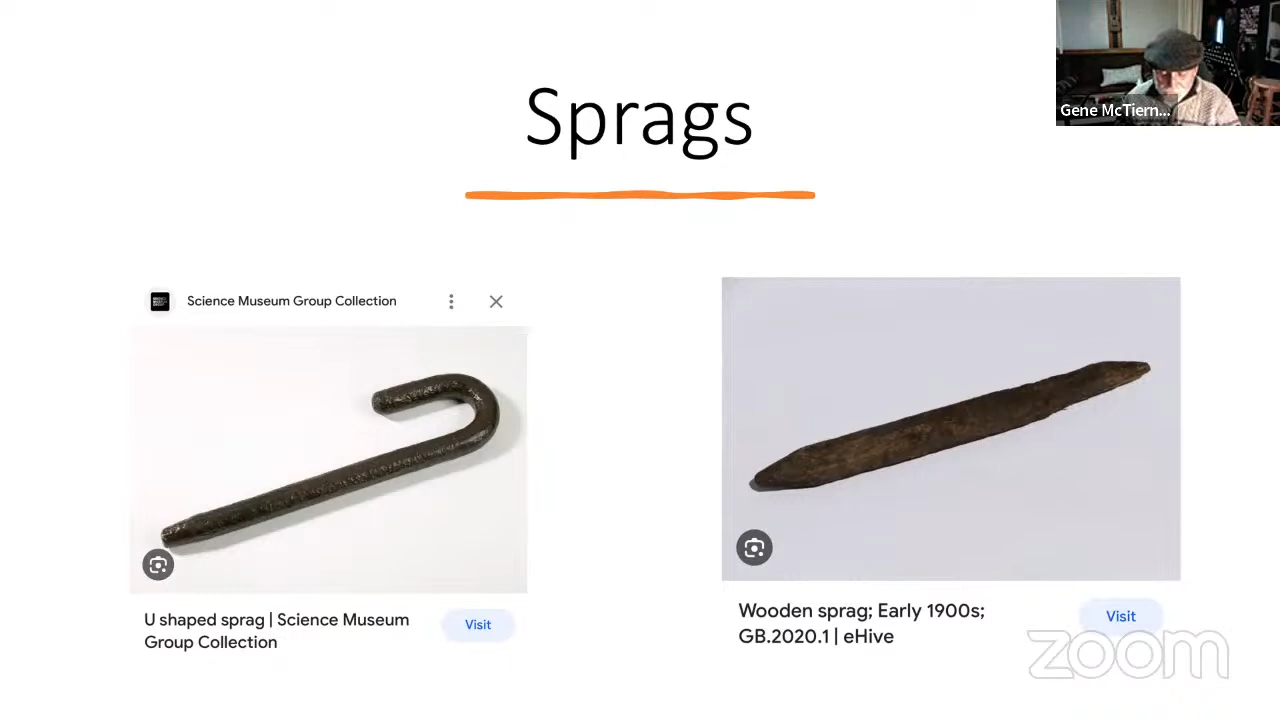 Sprags
Gene McTiern...
Science Museum Group Collection
U shaped sprag | Science Museum
Group Collection
Visit
Wooden sprag; Early 1900s;
GB.2020.1 | eHive
Visit
zoom